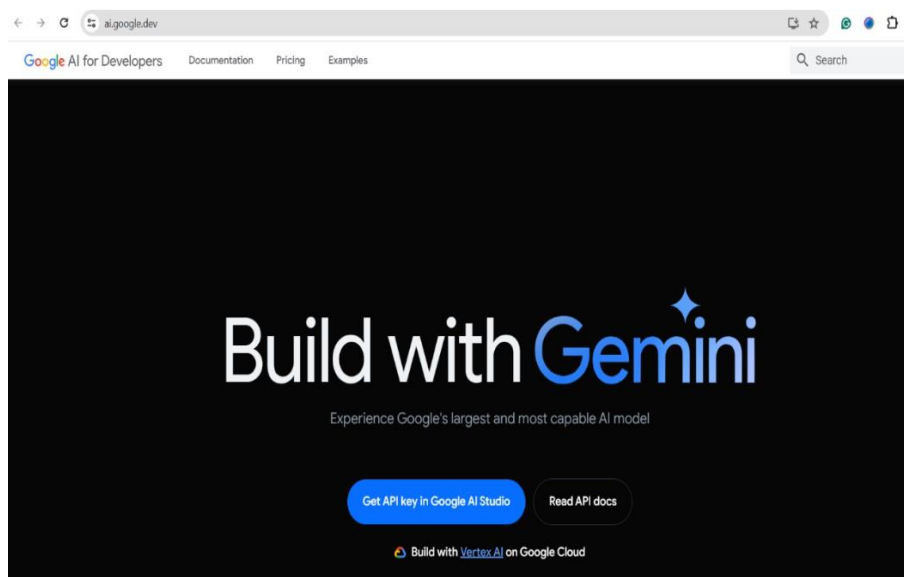 ai.google.dev
Google AI for Developers Documentation Pricing Examples Search
Build with Gemini
Experience Google's largest and most capable AI model
Get API key in Google AI Studio Read API docs
Build with Vertex AI on Google Cloud